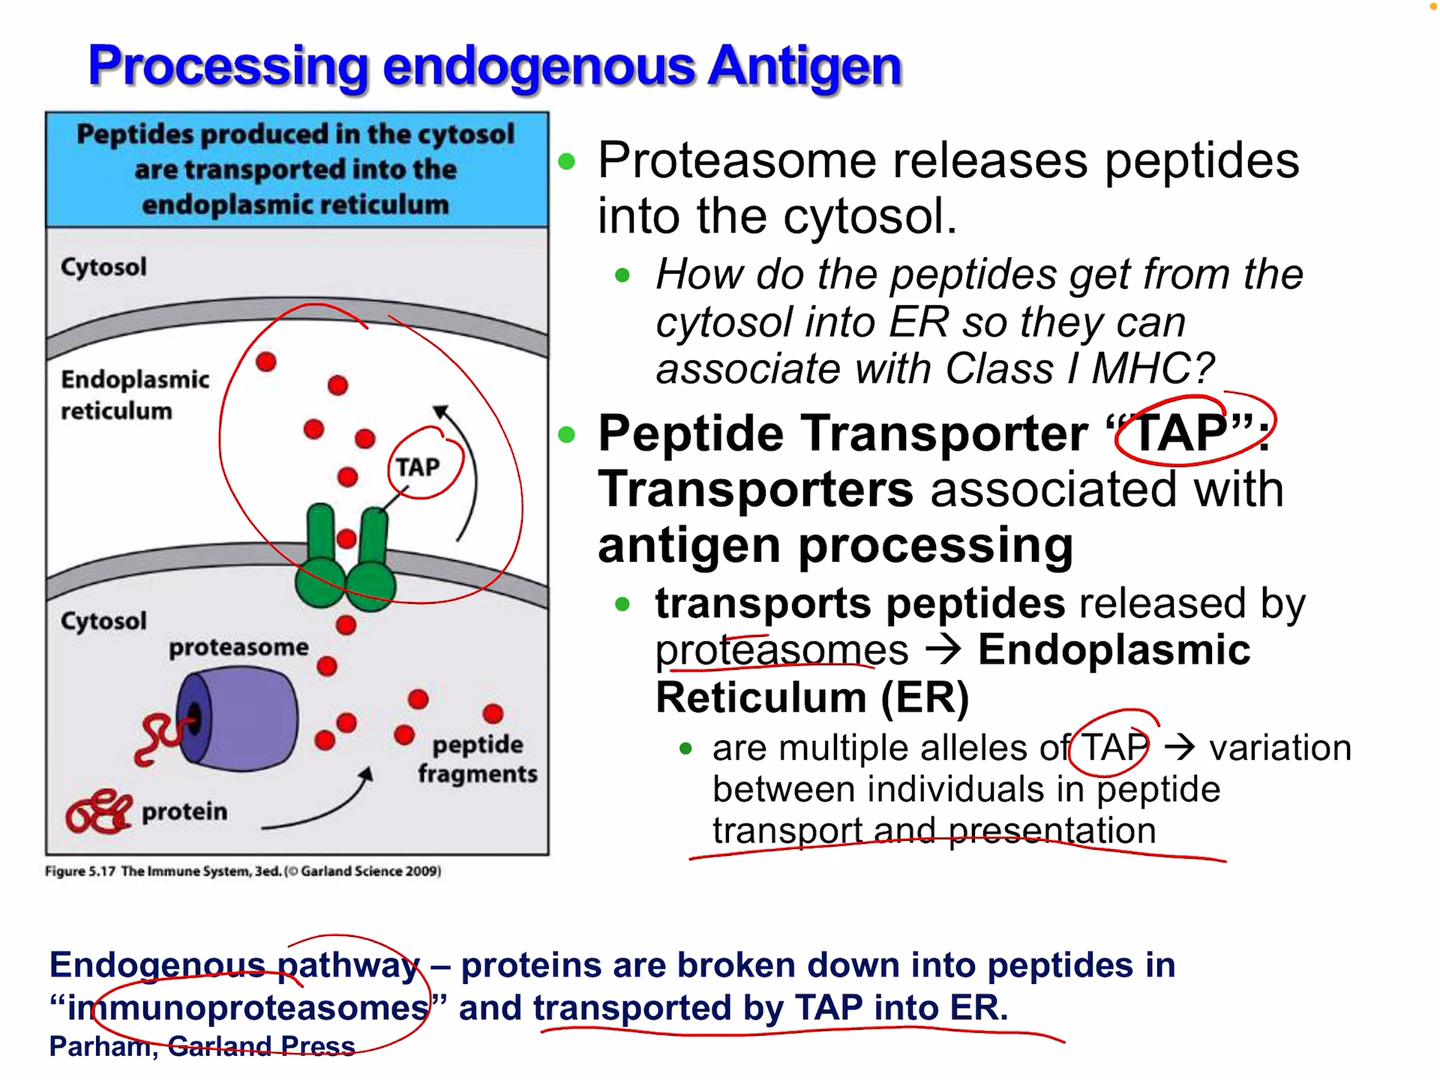 Processing endogenous Antigen
Peptides produced in the cytosol
are transported into the
endoplasmic reticulum
Cytosol
Endoplasmic
reticulum
TAP
Cytosol
proteasome
peptide
fragments
protein
Figure 5.17 The Immune System, 3ed. (© Garland Science 2009)
• Proteasome releases peptides
into the cytosol.
• How do the peptides get from the
cytosol into ER so they can
associate with Class I MHC?
• Peptide Transporter “TAP”:
Transporters associated with
antigen processing
• transports peptides released by
proteasomes → Endoplasmic
Reticulum (ER)
• are multiple alleles of TAP → variation
between individuals in peptide
transport and presentation
Endogenous pathway – proteins are broken down into peptides in
“immunoproteasomes” and transported by TAP into ER.
Parham, Garland Press